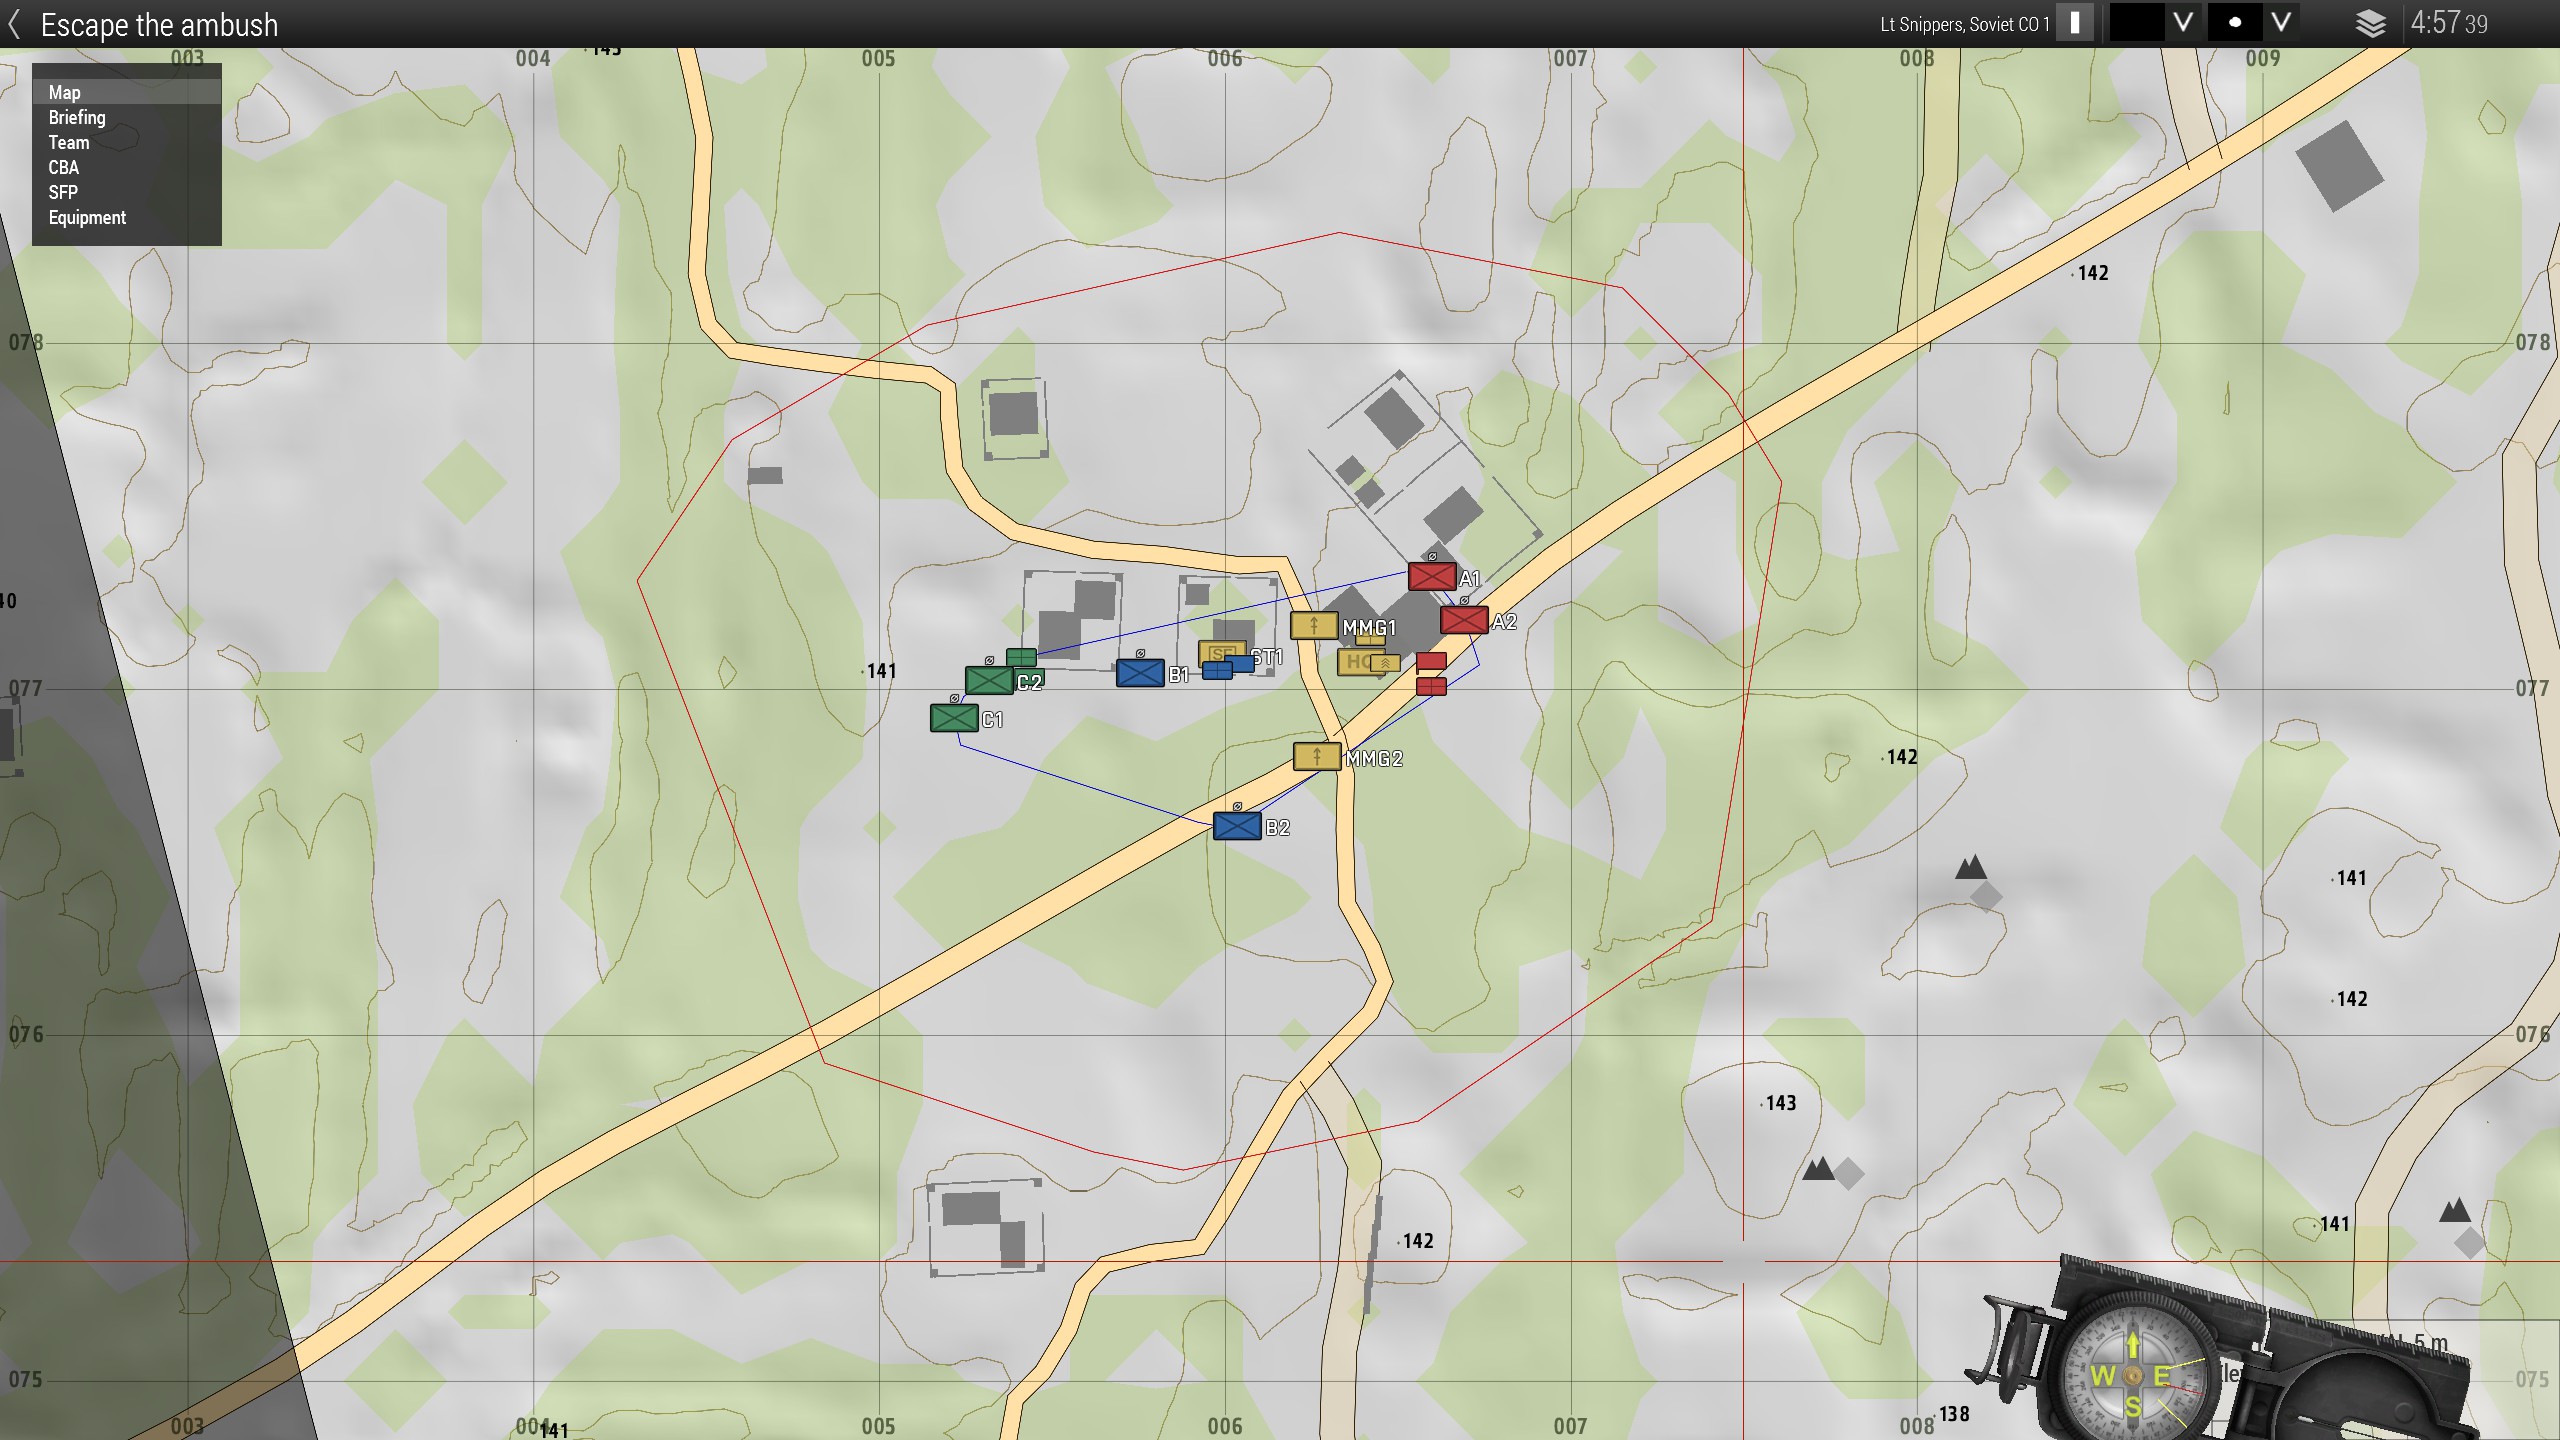 Escape the ambush
Lt Snippers, Soviet CO 1
4:57 39
Map
Briefing
Team
CBA
SFP
Equipment
003 004 005 006 007 008 009
142
078 078
A1
MMG1 A2
141 C2 B1 ST1
077 077
C1
MMG2 142
B2
141
142
076 076
143
142 141
5 m
W E
S
075 075
138
003 004 005 006 007 008
141